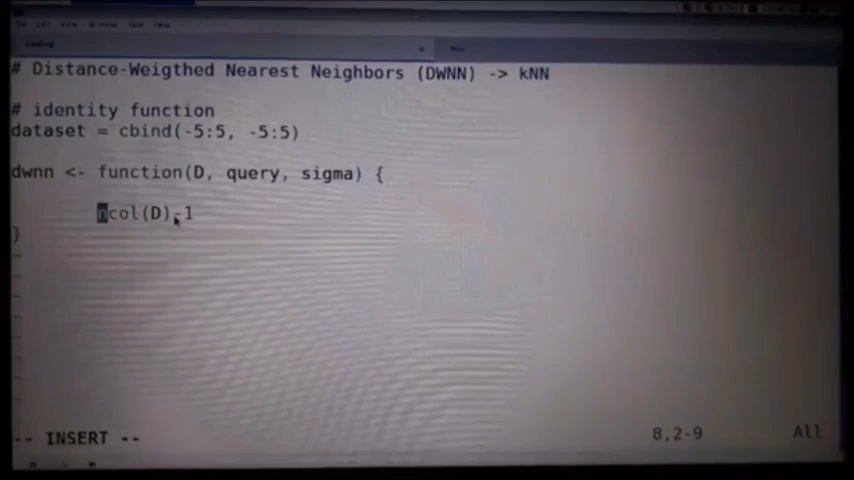 # Distance-Weigthed Nearest Neighbors (DWNN) -> kNN
# identity function
dataset = cbind(-5:5, -5:5)
dwnn <- function(D, query, sigma) {
ncol(D)-1
}
-- INSERT --
8,2-9
All